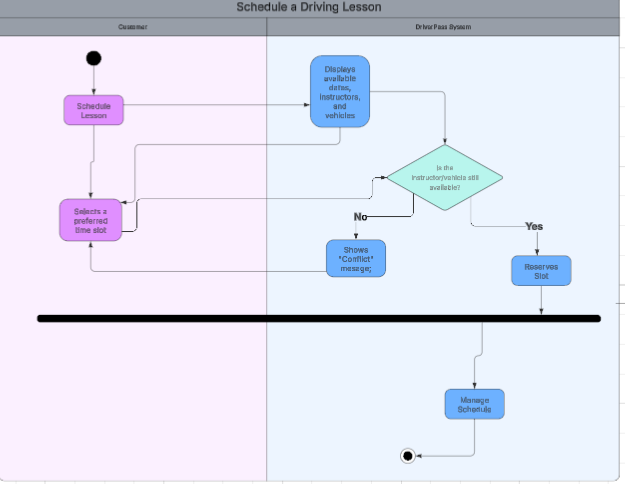 Schedule a Driving Lesson
Customer
DriverPass System
Schedule
Lesson
Displays
available
dates,
instructors,
and
vehicles
Is the
instructor/vehicle still
available?
Selects a
preferred
time slot
No
Yes
Shows
"Conflict"
mesage;
Reserves
Slot
Manage
Schedule